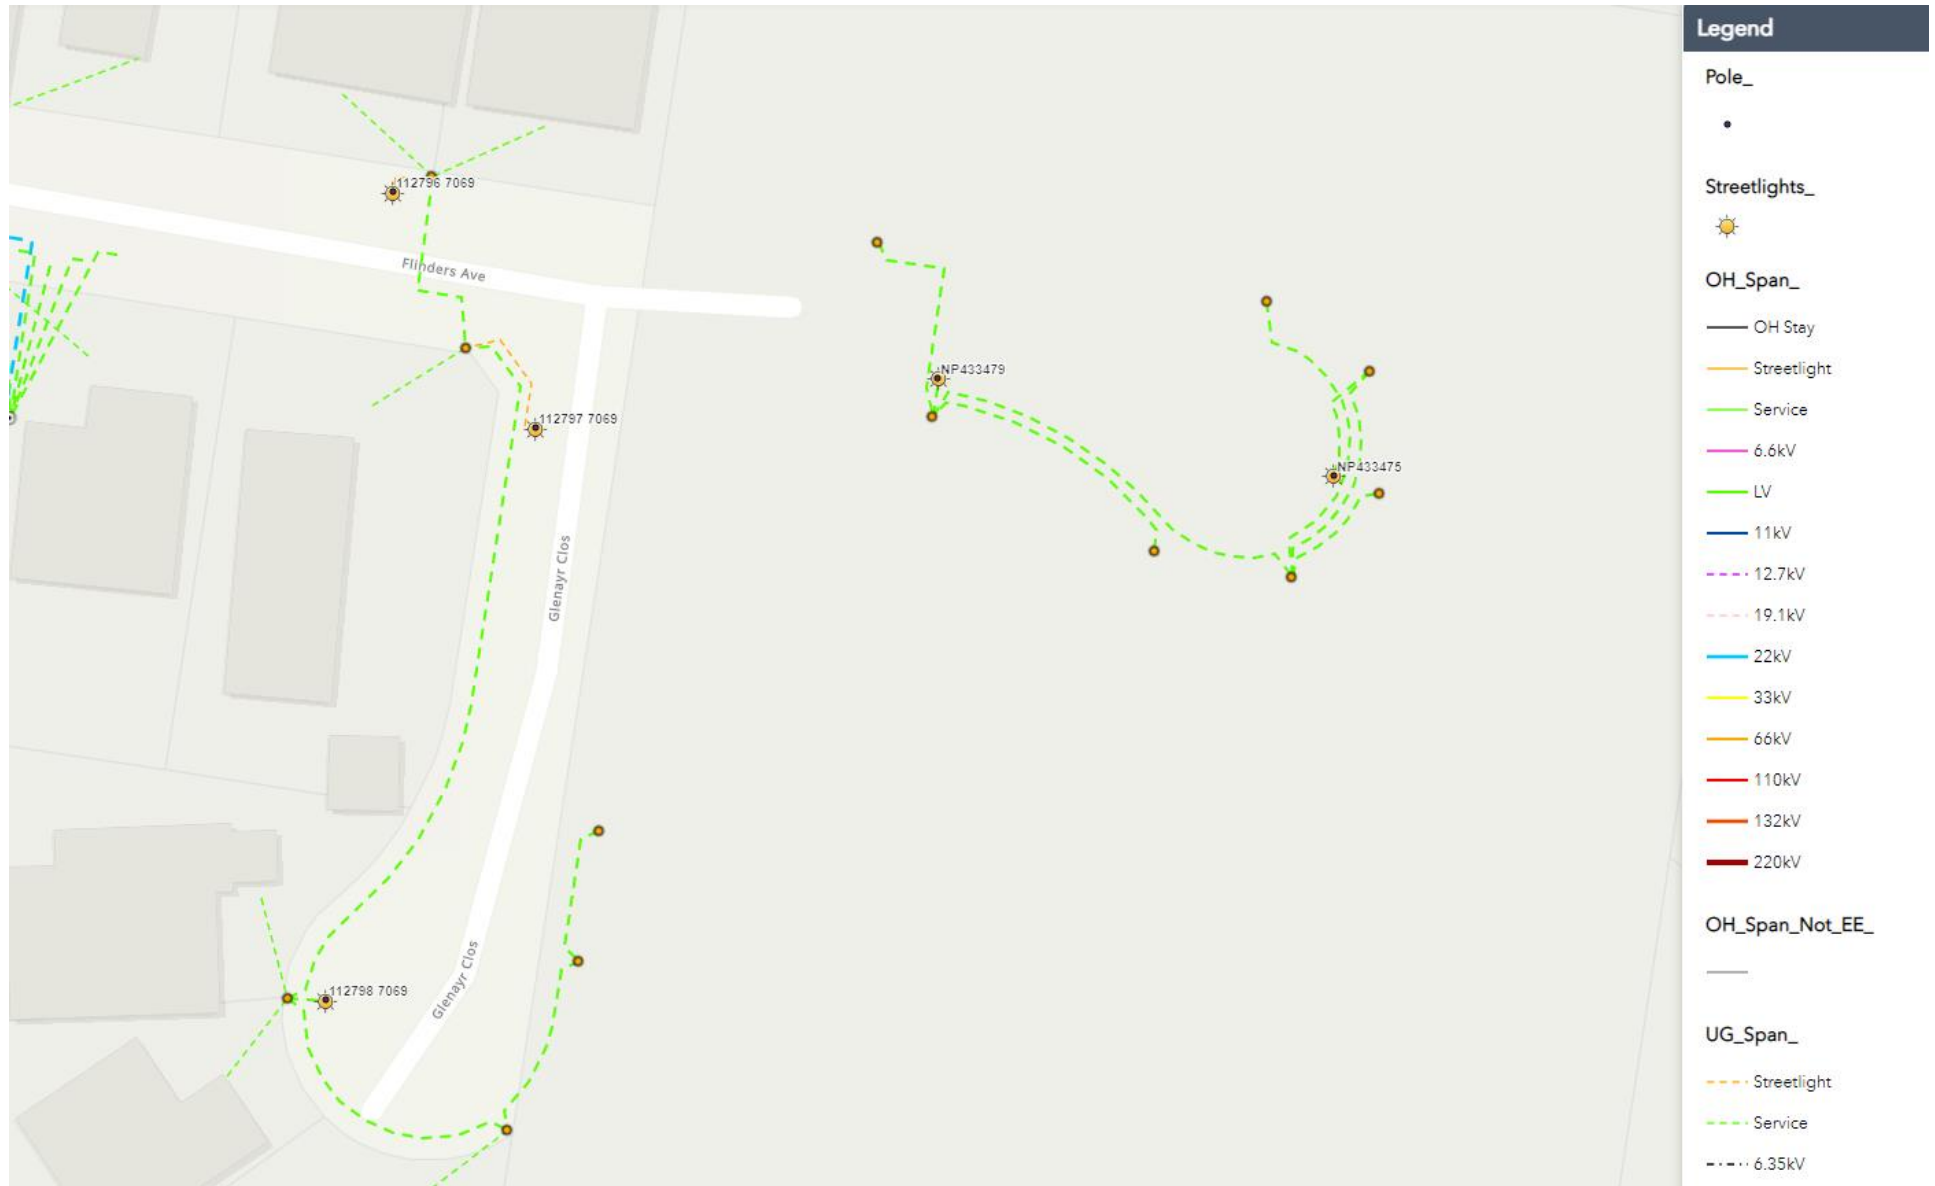 112796 7069
Flinders Ave
112797 7069
NP433479
NP433475
Glenayr Clos
Glenayr Clos
112798 7069
Legend
Pole_
Streetlights_
OH_Span_
OH Stay
Streetlight
Service
6.6kV
LV
11kV
12.7kV
19.1kV
22kV
33kV
66kV
110kV
132kV
220kV
OH_Span_Not_EE_
UG_Span_
Streetlight
Service
6.35kV